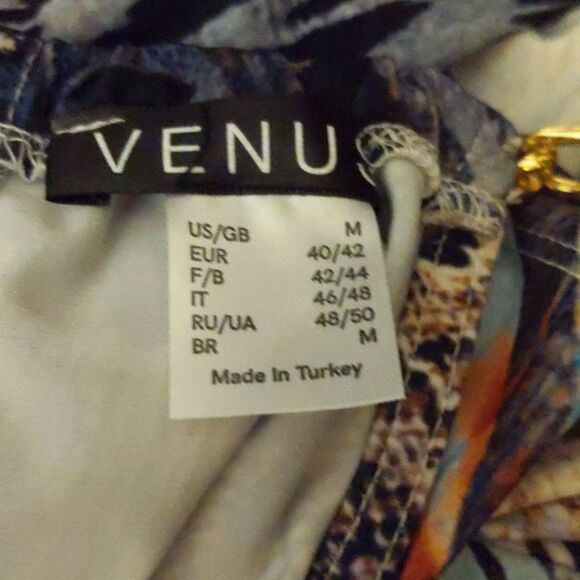 VENU
US/GB M
EUR 40/42
F/B 42/44
IT 46/48
RU/UA 48/50
BR M
Made In Turkey